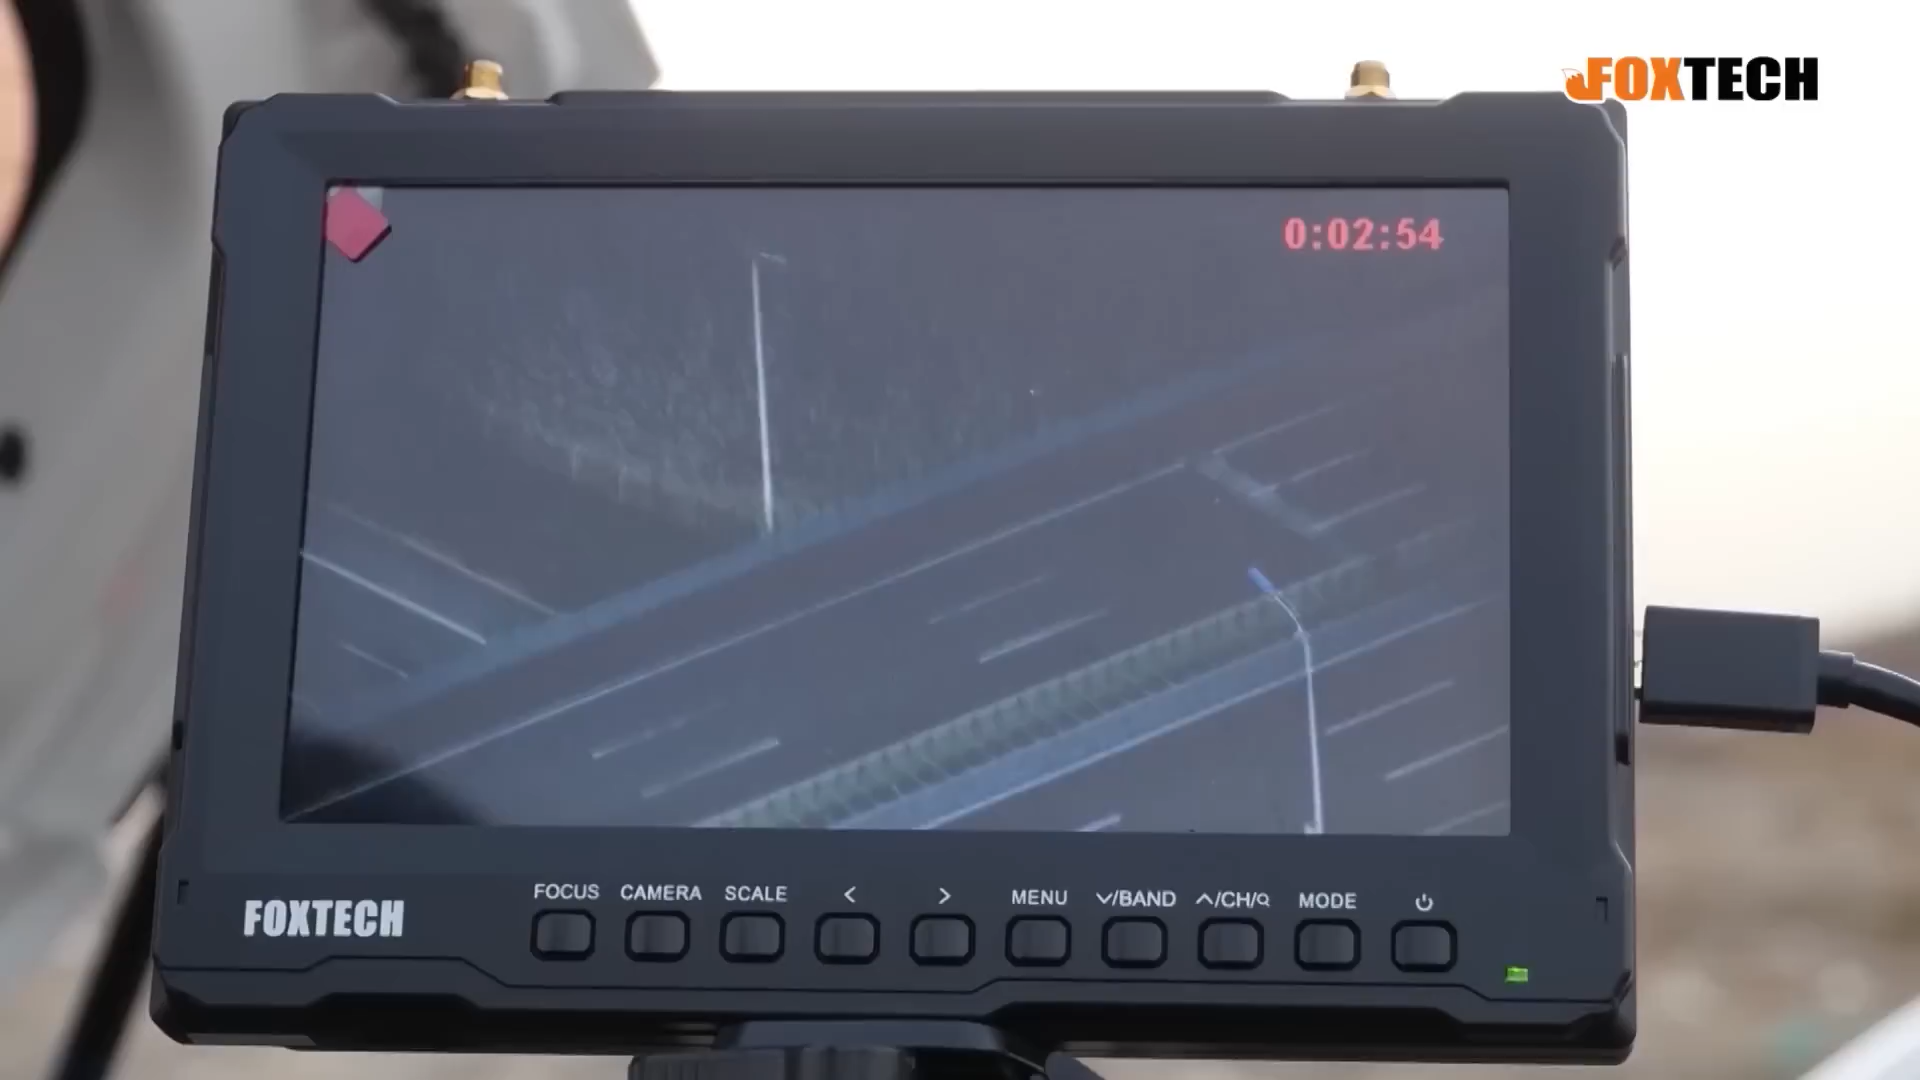 FOXTECH
0:02:54
FOCUS CAMERA SCALE < > MENU ∨/BAND ∧/CH/ MODE
FOXTECH